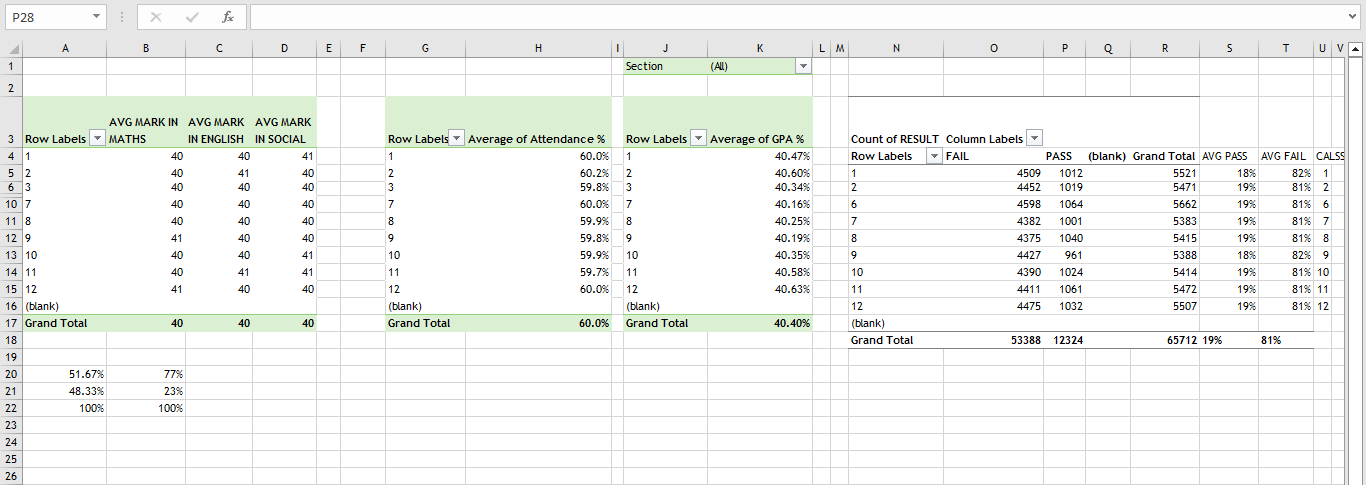 P28 fx
A B C D E F G H I J K L M N O P Q R S T U V
1 Section (All)
2
AVG MARK IN AVG MARK AVG MARK
3 Row Labels MATHS IN ENGLISH IN SOCIAL Row Labels Average of Attendance % Row Labels Average of GPA % Count of RESULT Column Labels
4 1 40 40 41 1 60.0% 1 40.47% Row Labels FAIL PASS (blank) Grand Total AVG PASS AVG FAIL CALSS
5 2 40 41 40 2 60.2% 2 40.60% 1 4509 1012 5521 18% 82% 1
6 3 40 40 40 3 59.8% 3 40.34% 2 4452 1019 5471 19% 81% 2
10 7 40 40 40 7 60.0% 7 40.16% 6 4598 1064 5662 19% 81% 6
11 8 40 40 40 8 59.9% 8 40.25% 7 4382 1001 5383 19% 81% 7
12 9 41 40 40 9 59.8% 9 40.19% 8 4375 1040 5415 19% 81% 8
13 10 40 40 41 10 59.9% 10 40.35% 9 4427 961 5388 18% 82% 9
14 11 40 41 41 11 59.7% 11 40.58% 10 4390 1024 5414 19% 81% 10
15 12 41 40 40 12 60.0% 12 40.63% 11 4411 1061 5472 19% 81% 11
16 (blank) (blank) (blank) 12 4475 1032 5507 19% 81% 12
17 Grand Total 40 40 40 Grand Total 60.0% Grand Total 40.40% (blank)
18 Grand Total 53388 12324 65712 19% 81%
19
20 51.67% 77%
21 48.33% 23%
22 100% 100%
23
24
25
26